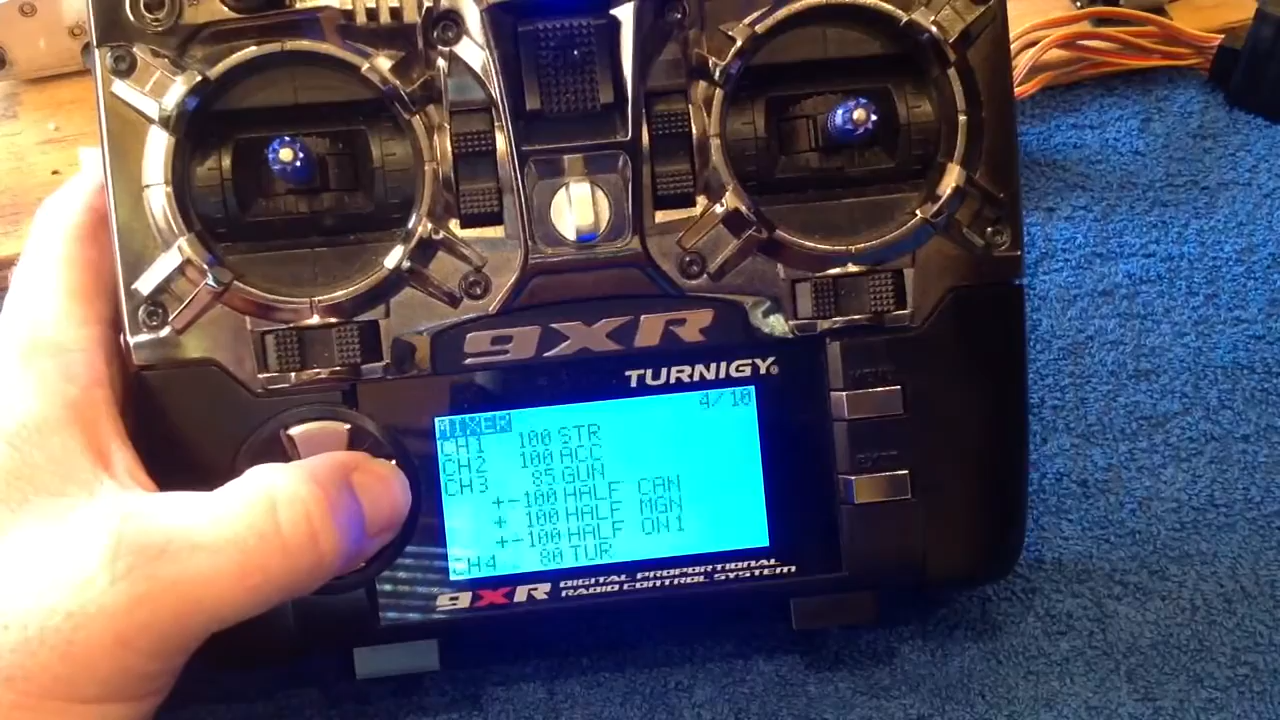 9XR
TURNIGY
MIXER 4/10
CH1 100 STR
CH2 100 ACC
CH3 85 GUN
+-100 HALF CAN
+ 100 HALF MGN
+-100 HALF ON1
CH4 80 TUR
9XR DIGITAL PROPORTIONAL
RADIO CONTROL SYSTEM